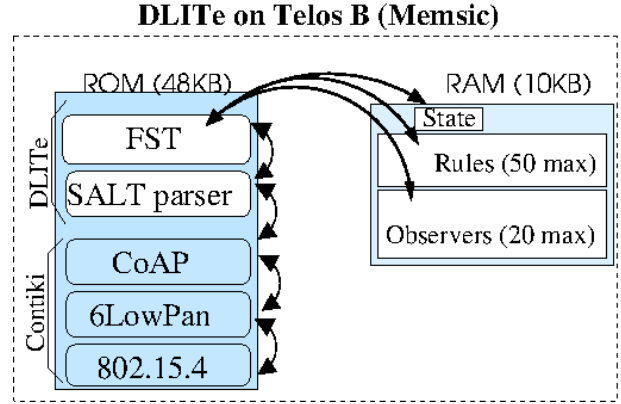 DLITe on Telos B (Memsic)
ROM (48KB)
RAM (10KB)
DLITe
FST
SALT parser
Contiki
CoAP
6LowPan
802.15.4
State
Rules (50 max)
Observers (20 max)